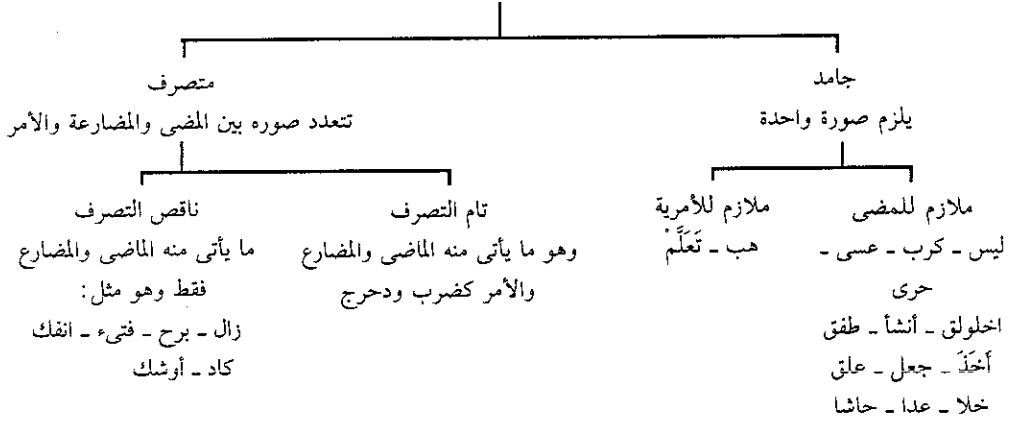 جامد
يلزم صورة واحدة
متصرف
تتعدد صوره بين المضى والمضارعة والأمر
ملازم للمضى
ليس ـ كرب ـ عسى ـ
حرى
اخلولق ـ أنشأ ـ طفق
أَخَذَ ـ جعل ـ علق
خلا ـ عدا ـ حاشا
ملازم للأمرية
هب ـ تَعَلَّمْ
تام التصرف
وهو ما يأتى منه الماضى والمضارع
والأمر كضرب ودحرج
ناقص التصرف
ما يأتى منه الماضى والمضارع
فقط وهو مثل:
زال ـ برح ـ فتىء ـ انفك
كاد ـ أوشك